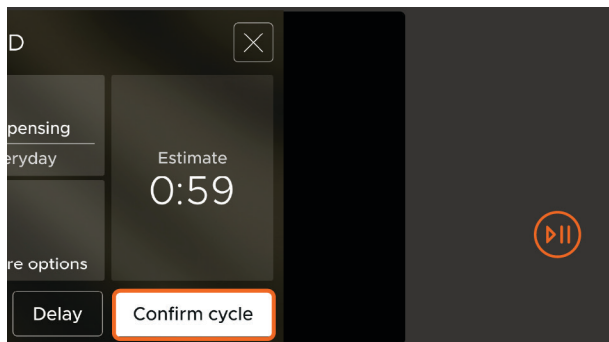 D
pensing
eryday
Estimate
0:59
re options
Delay
Confirm cycle